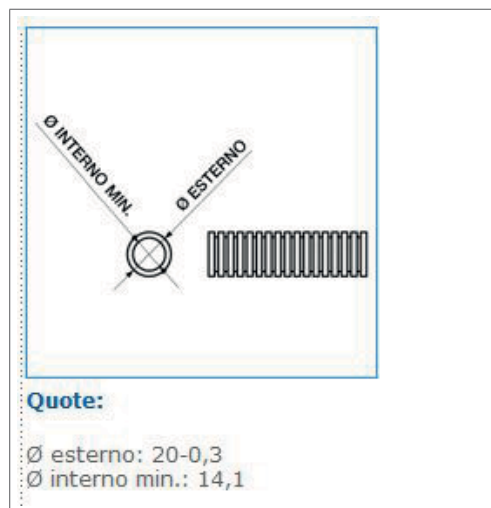 Ø INTERNO MIN.
Ø ESTERNO
Quote:
Ø esterno: 20-0,3
Ø interno min.: 14,1